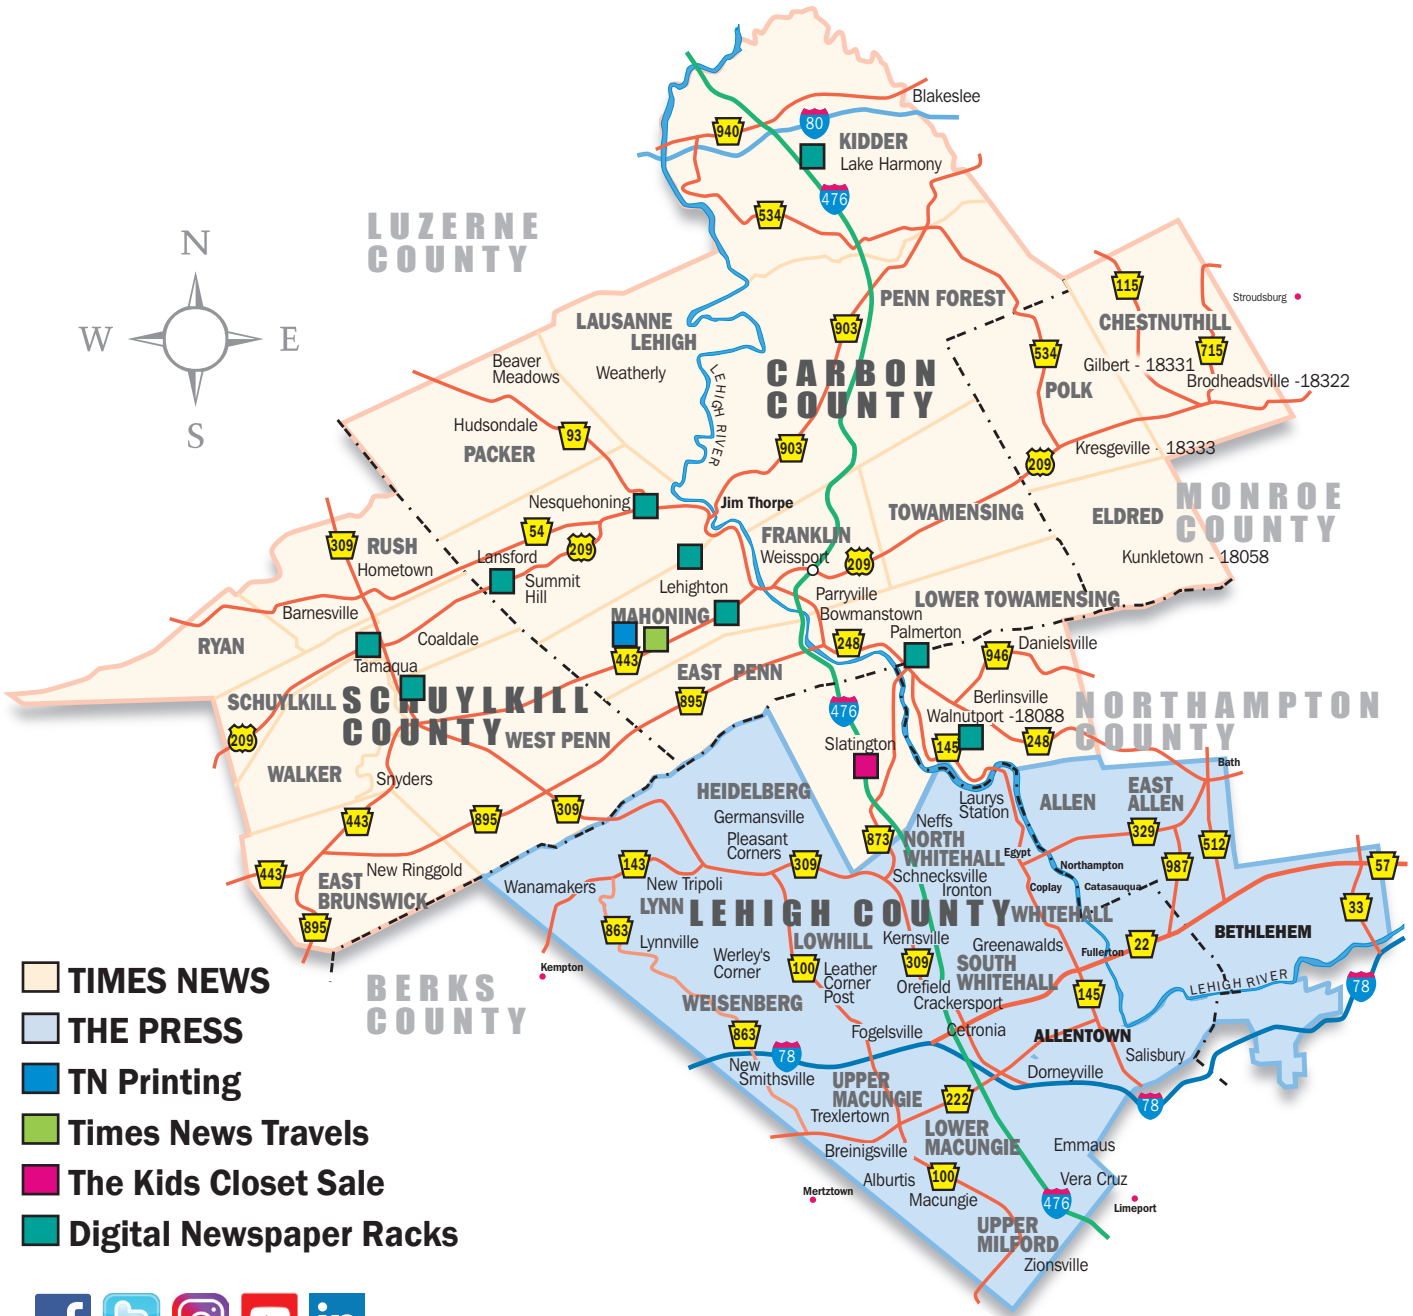 Blakeslee
940
80
KIDDER
Lake Harmony
476
534
LUZERNE
COUNTY
N
W
E
S
PENN FOREST
115
Stroudsburg
CHESTNUTHILL
LAUSANNE
LEHIGH
903
534
715
Gilbert - 18331
Brodheadsville -18322
Beaver
Meadows
Weatherly
CARBON
COUNTY
POLK
LEHIGH RIVER
Hudsondale
93
PACKER
903
Kresgeville - 18333
209
MONROE
COUNTY
Nesquehoning
Jim Thorpe
TOWAMENSING
ELDRED
54
309
RUSH
Hometown
209
FRANKLIN
Weissport
209
Kunkletown - 18058
Lansford
Summit
Hill
Lehighton
Parryville
LOWER TOWAMENSING
Barnesville
MAHONING
Bowmanstown
Palmerton
RYAN
Coaldale
443
248
946
Danielsville
Tamaqua
EAST PENN
SCHUYLKILL
SCHUYLKILL
COUNTY
895
476
Berlinsville
Walnutport -18088
NORTHAMPTON
COUNTY
209
WEST PENN
Slatington
145
248
WALKER
Snyders
Bath
HEIDELBERG
Germansville
Laurys
Station
ALLEN
EAST
ALLEN
443
895
309
Pleasant
Corners
Neffs
873
NORTH
WHITEHALL
329
512
Egypt
Northampton
987
57
443
New Ringgold
143
309
Schnecksville
Ironton
Coplay
Catasauqua
EAST
BRUNSWICK
Wanamakers
New Tripoli
LYNN
LEHIGH COUNTY
WHITEHALL
33
895
863
Lynnville
LOWHILL
Kernsville
Greenawalds
Fullerton
22
BETHLEHEM
Werley's
Corner
100
Leather
Corner
Post
309
SOUTH
WHITEHALL
Orefield
Crackersport
145
LEHIGH RIVER
78
TIMES NEWS
Kempton
BERKS
COUNTY
WEISENBERG
THE PRESS
863
78
Fogelsville
Cetronia
ALLENTOWN
Salisbury
New
Smithsville
Dorneyville
TN Printing
UPPER
MACUNGIE
222
78
Trexlertown
Times News Travels
LOWER
MACUNGIE
Emmaus
Breinigsville
The Kids Closet Sale
Alburtis
100
Macungie
Vera Cruz
Mertztown
476
Limeport
Digital Newspaper Racks
UPPER
MILFORD
Zionsville
f
in